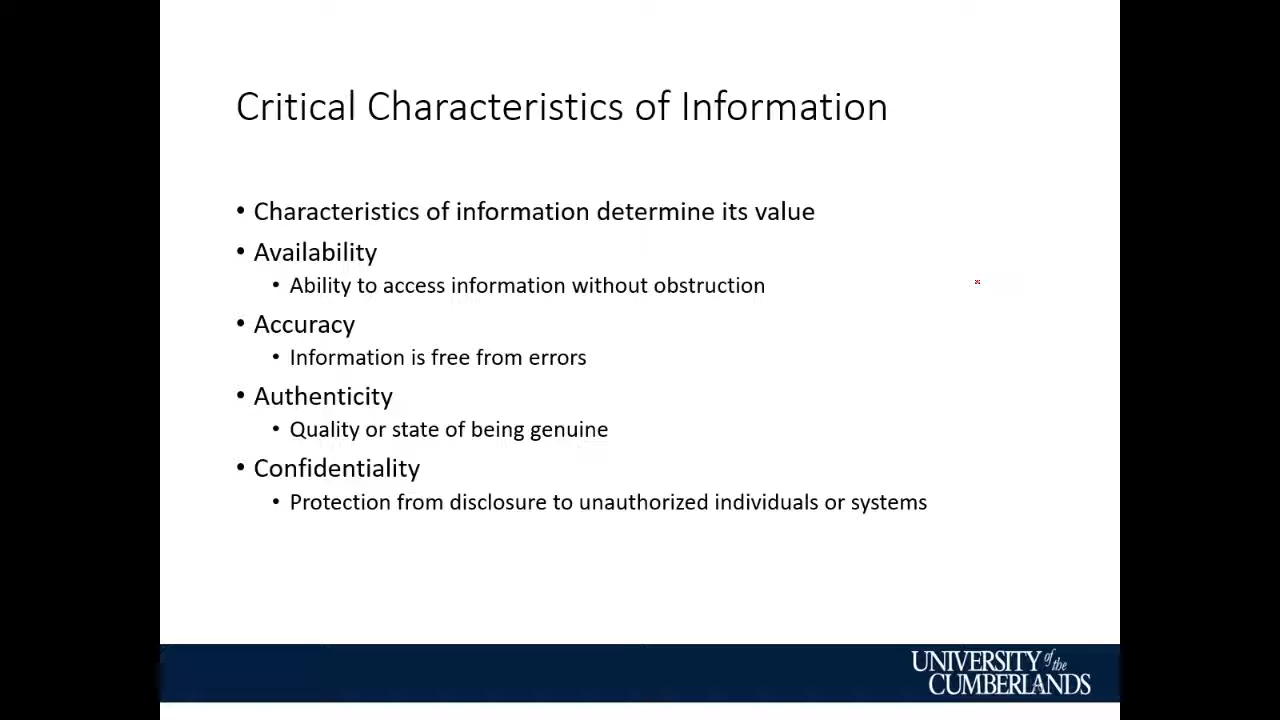 Critical Characteristics of Information
• Characteristics of information determine its value
• Availability
• Ability to access information without obstruction
• Accuracy
• Information is free from errors
• Authenticity
• Quality or state of being genuine
• Confidentiality
• Protection from disclosure to unauthorized individuals or systems
UNIVERSITY of the
CUMBERLANDS